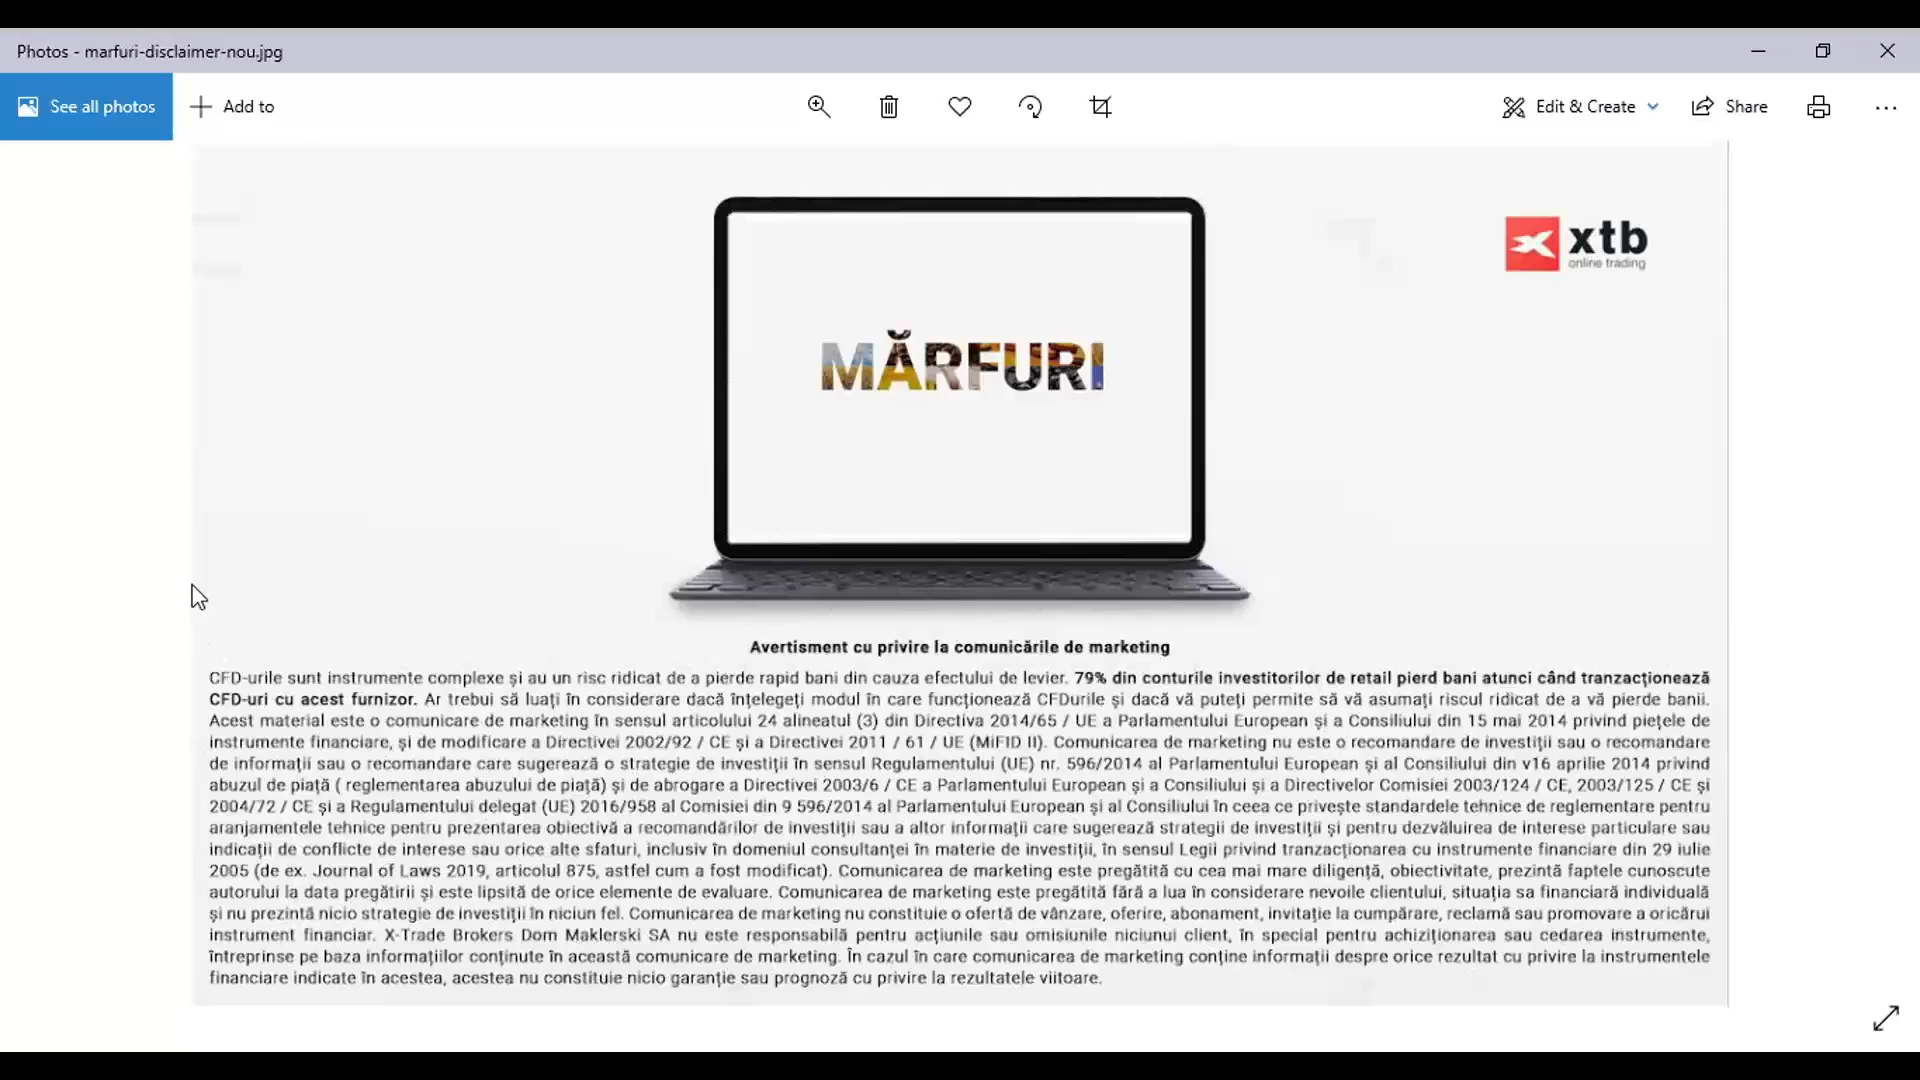 Photos - marfuri-disclaimer-nou.jpg
See all photos
Add to
Edit & Create
Share
xtb
online trading
MĂRFURI
Avertisment cu privire la comunicările de marketing
CFD-urile sunt instrumente complexe și au un risc ridicat de a pierde rapid bani din cauza efectului de levier. 79% din conturile investitorilor de retail pierd bani atunci când tranzacționează
CFD-uri cu acest furnizor. Ar trebui să luați în considerare dacă înțelegeți modul în care funcționează CFDurile și dacă vă puteți permite să vă asumați riscul ridicat de a vă pierde banii.
Acest material este o comunicare de marketing în sensul articolului 24 alineatul (3) din Directiva 2014/65 / UE a Parlamentului European și a Consiliului din 15 mai 2014 privind piețele de
instrumente financiare, și de modificare a Directivei 2002/92 / CE și a Directivei 2011 / 61 / UE (MiFID II). Comunicarea de marketing nu este o recomandare de investiții sau o recomandare
de informații sau o recomandare care sugerează o strategie de investiții în sensul Regulamentului (UE) nr. 596/2014 al Parlamentului European și al Consiliului din v16 aprilie 2014 privind
abuzul de piață ( reglementarea abuzului de piață) și de abrogare a Directivei 2003/6 / CE a Parlamentului European și a Consiliului și a Directivelor Comisiei 2003/124 / CE, 2003/125 / CE și
2004/72 / CE și a Regulamentului delegat (UE) 2016/958 al Comisiei din 9 596/2014 al Parlamentului European și al Consiliului în ceea ce privește standardele tehnice de reglementare pentru
aranjamentele tehnice pentru prezentarea obiectivă a recomandărilor de investiții sau a altor informații care sugerează strategii de investiții și pentru dezvăluirea de interese particulare sau
indicații de conflicte de interese sau orice alte sfaturi, inclusiv în domeniul consultanței în materie de investiții, în sensul Legii privind tranzacționarea cu instrumente financiare din 29 iulie
2005 (de ex. Journal of Laws 2019, articolul 875, astfel cum a fost modificat). Comunicarea de marketing este pregătită cu cea mai mare diligență, obiectivitate, prezintă faptele cunoscute
autorului la data pregătirii și este lipsită de orice elemente de evaluare. Comunicarea de marketing este pregătită fără a lua în considerare nevoile clientului, situația sa financiară individuală
și nu prezintă nicio strategie de investiții în niciun fel. Comunicarea de marketing nu constituie o ofertă de vânzare, oferire, abonament, invitație la cumpărare, reclamă sau promovare a oricărui
instrument financiar. X-Trade Brokers Dom Maklerski SA nu este responsabilă pentru acțiunile sau omisiunile niciunui client, în special pentru achiziționarea sau cedarea instrumente,
întreprinse pe baza informațiilor conținute în această comunicare de marketing. În cazul în care comunicarea de marketing conține informații despre orice rezultat cu privire la instrumentele
financiare indicate în acestea, acestea nu constituie nicio garanție sau prognoză cu privire la rezultatele viitoare.